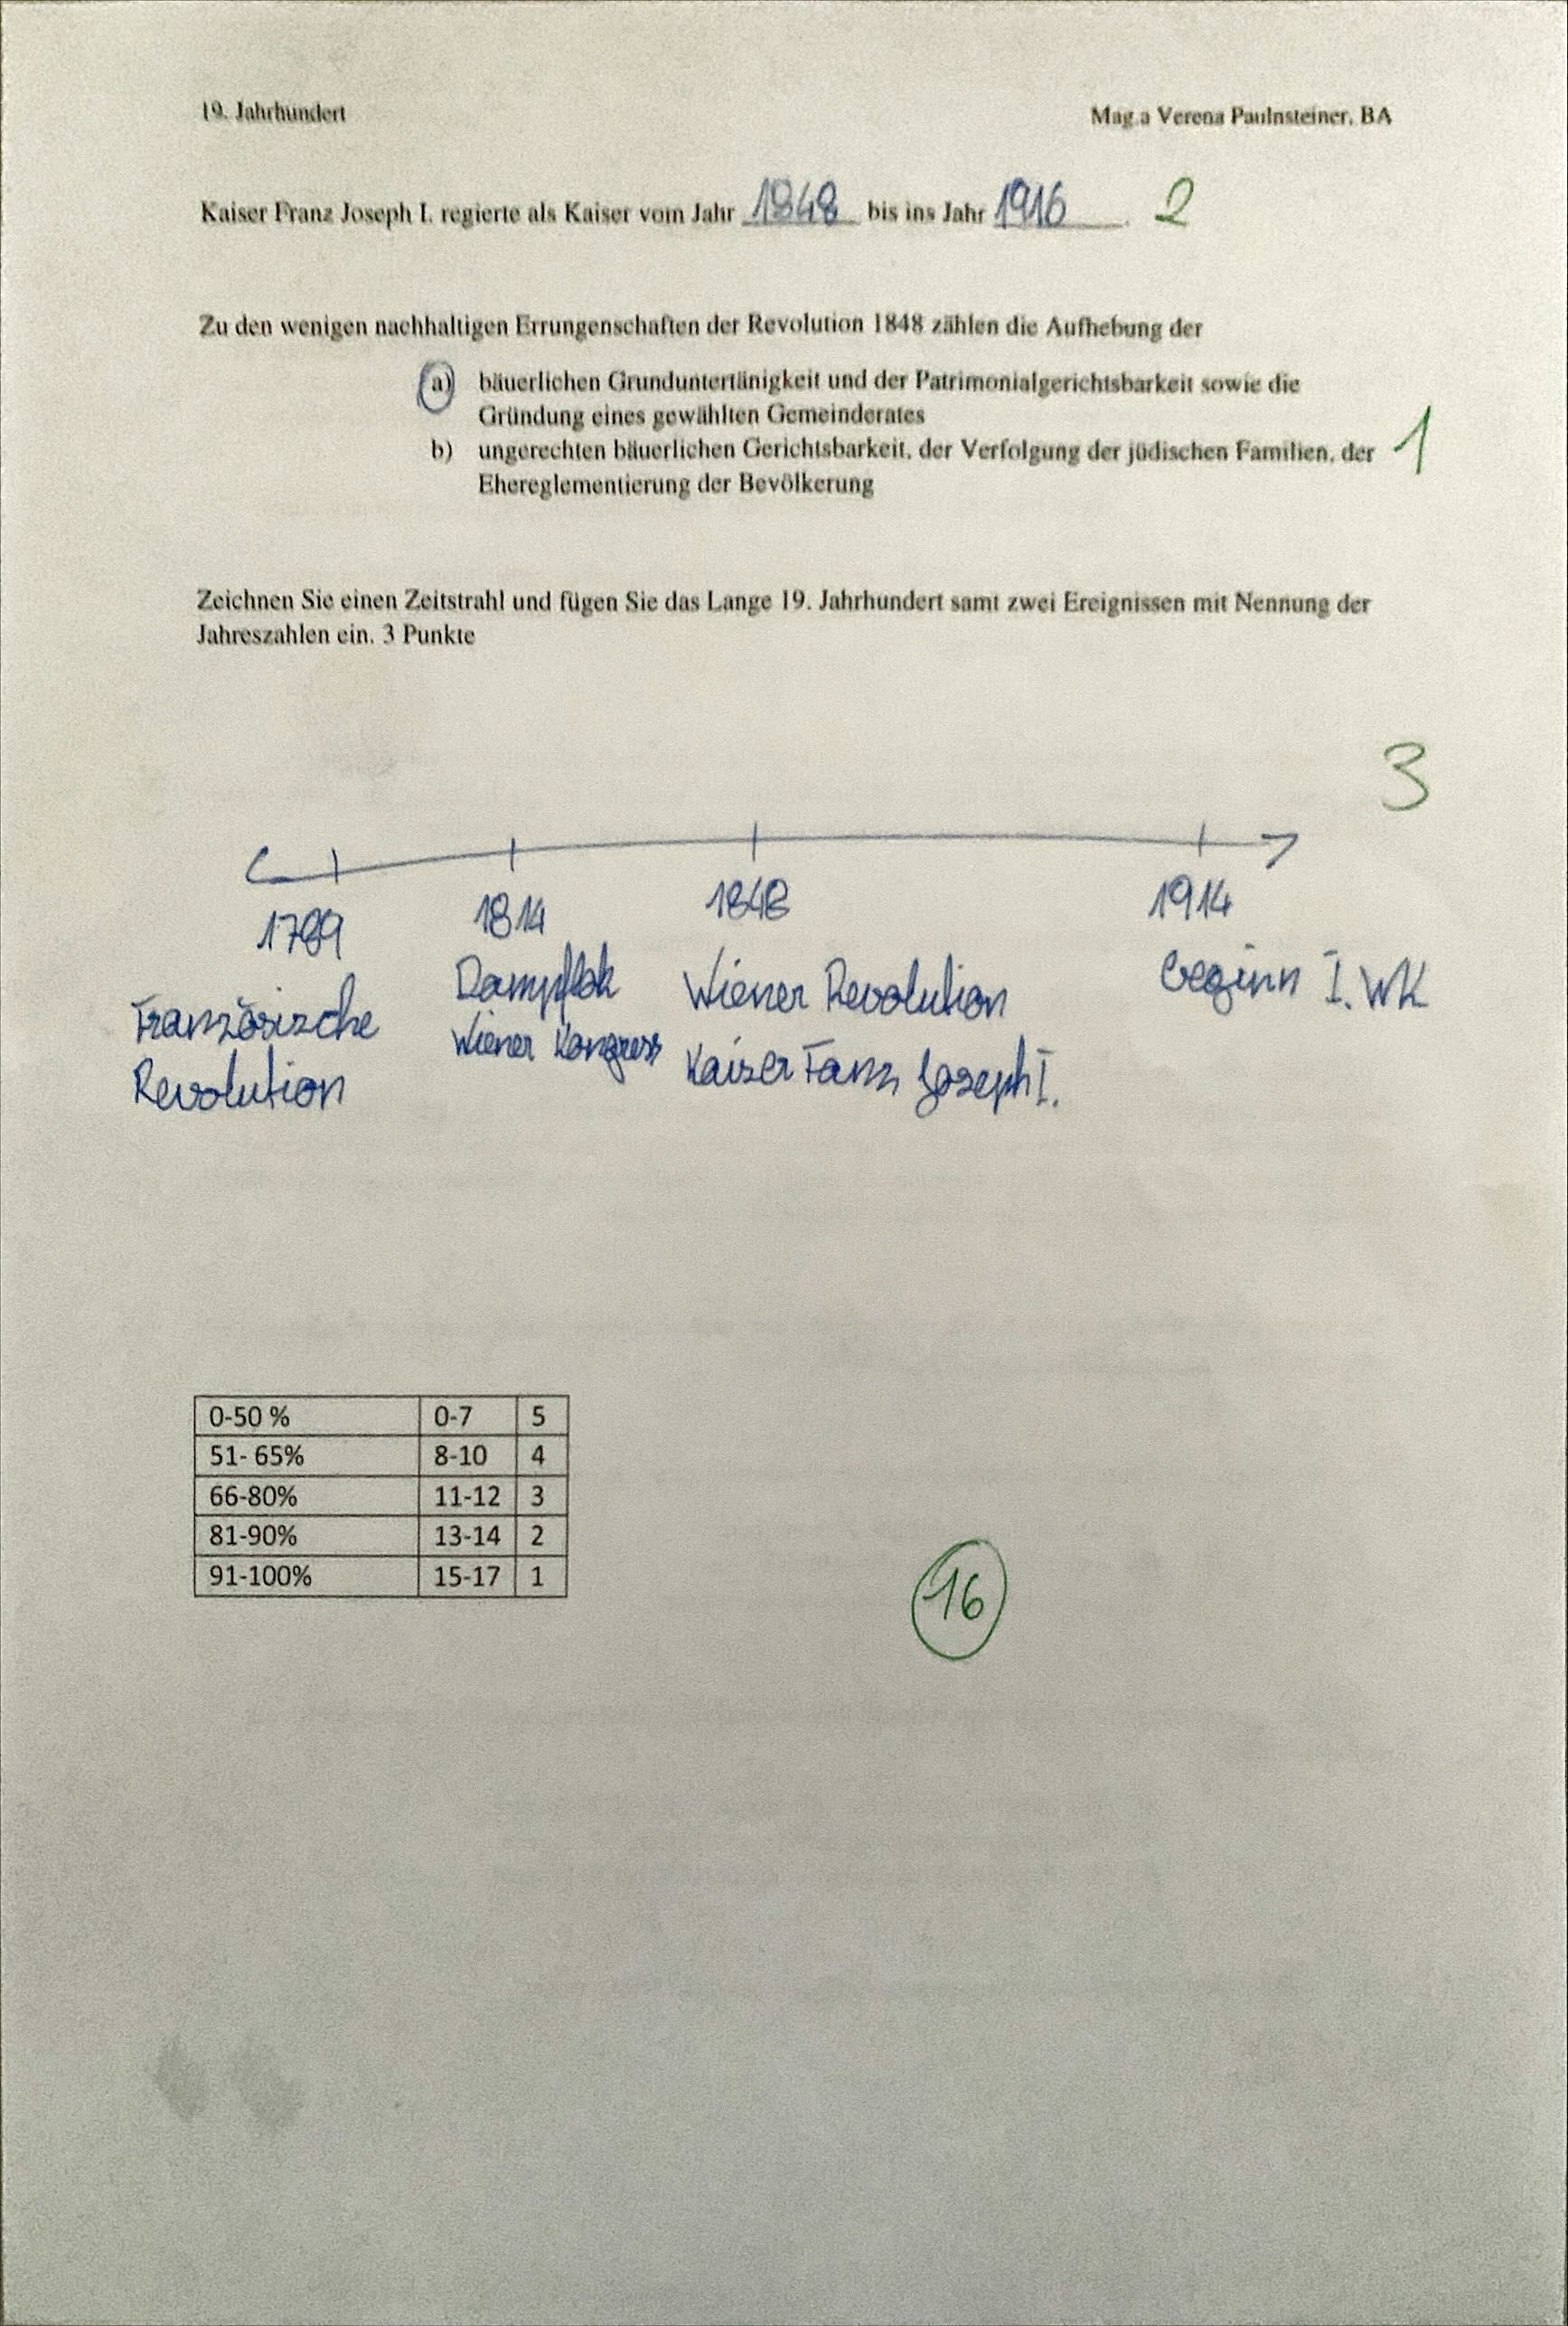 19. Jahrhundert
Mag.a Verena Paulnsteiner, BA
Kaiser Franz Joseph I. regierte als Kaiser vom Jahr 1848 bis ins Jahr 1916. 2
Zu den wenigen nachhaltigen Errungenschaften der Revolution 1848 zählen die Aufhebung der
a) bäuerlichen Grunduntertänigkeit und der Patrimonialgerichtsbarkeit sowie die
Gründung eines gewählten Gemeinderates
b) ungerechten bäuerlichen Gerichtsbarkeit, der Verfolgung der jüdischen Familien, der
Ehereglementierung der Bevölkerung
1
Zeichnen Sie einen Zeitstrahl und fügen Sie das Lange 19. Jahrhundert samt zwei Ereignissen mit Nennung der
Jahreszahlen ein. 3 Punkte
3
1789
Französische
Revolution
1814
Dampflok
Wiener Kongress
1848
Wiener Revolution
Kaiser Fanz Joseph I.
1914
Beginn I. WK
0-50 % 0-7 5
51- 65% 8-10 4
66-80% 11-12 3
81-90% 13-14 2
91-100% 15-17 1
16